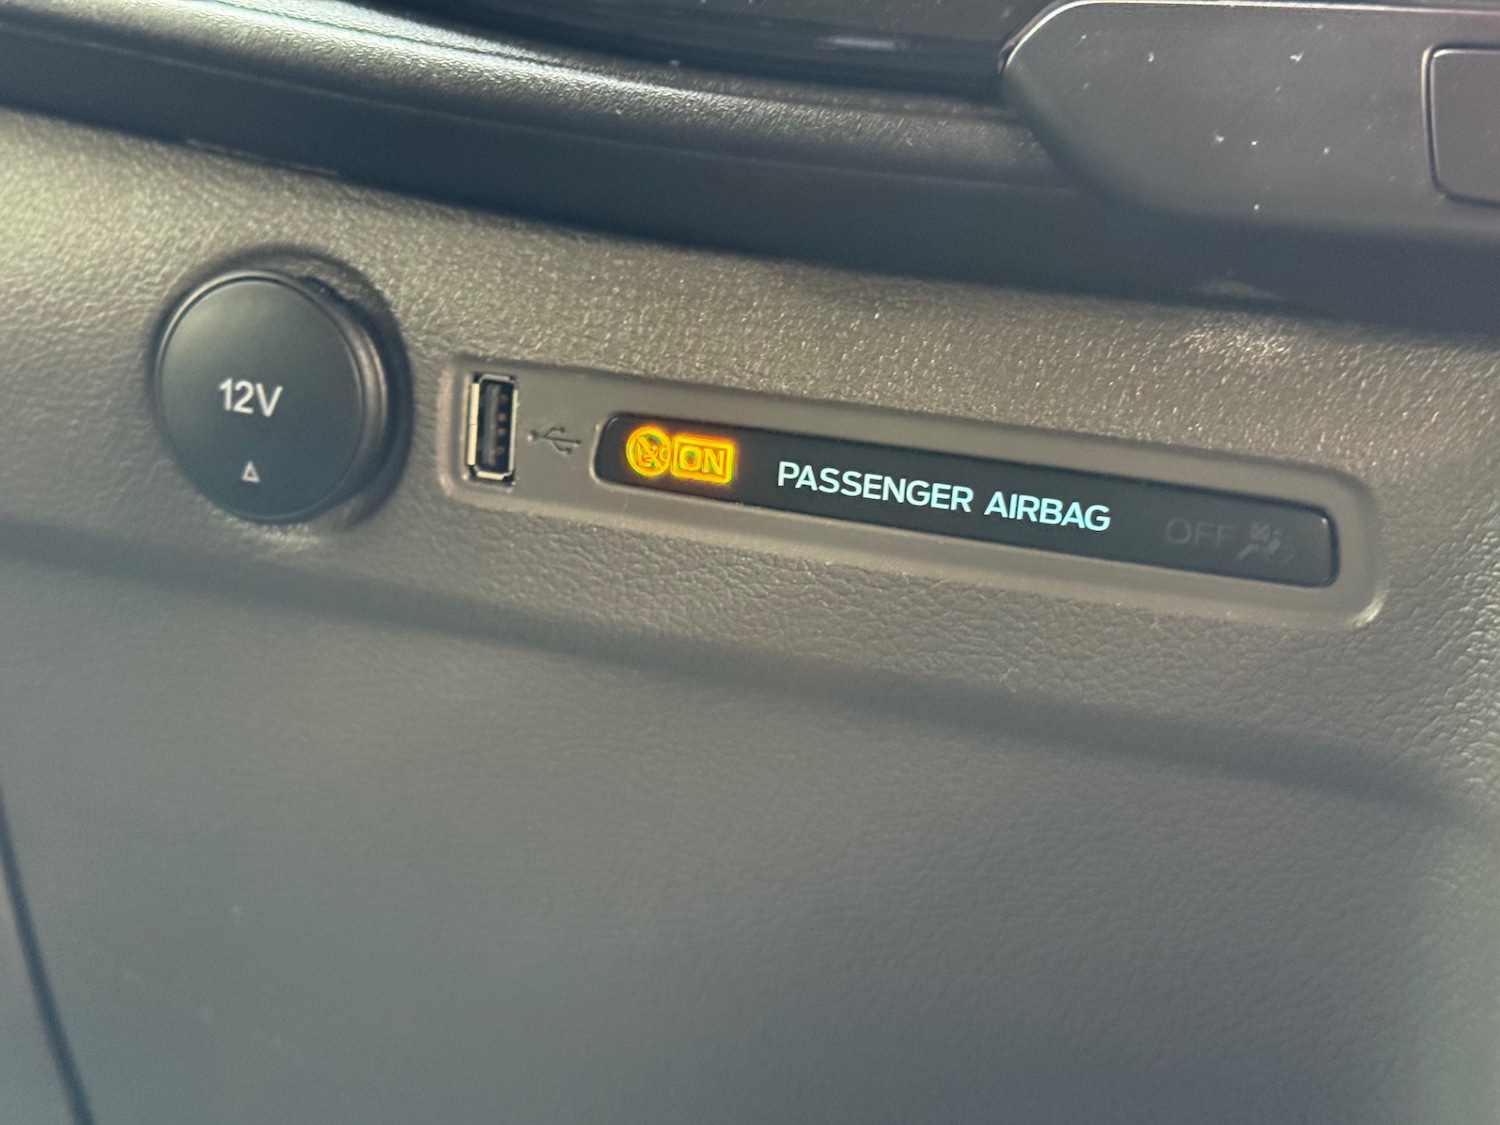 12V
ON PASSENGER AIRBAG OFF